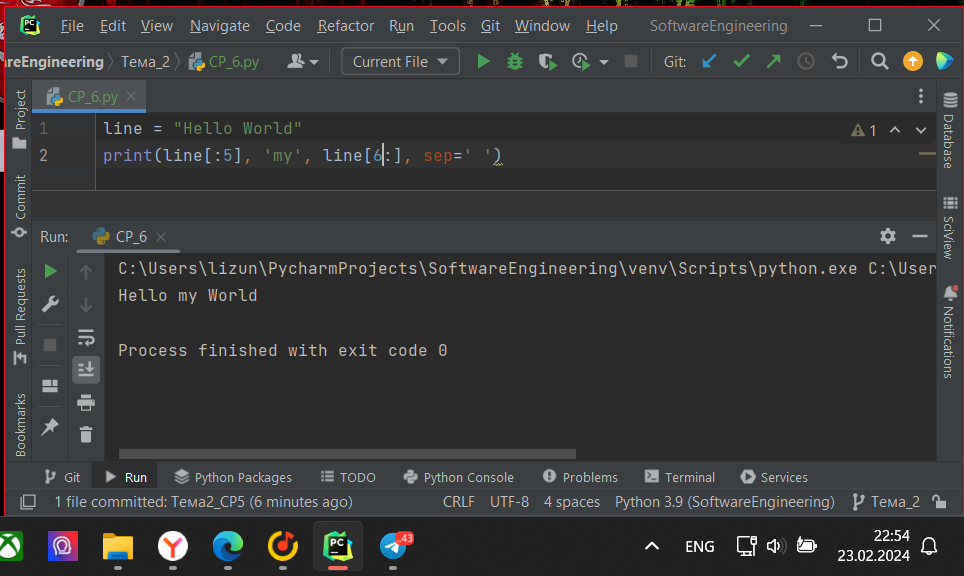 PC File Edit View Navigate Code Refactor Run Tools Git Window Help SoftwareEngineering
reEngineering Тема_2 CP_6.py Current File Git:
Project
Commit
Pull Requests
Bookmarks
CP_6.py
1 line = "Hello World" 1
2 print(line[:5], 'my', line[6:], sep=' ')
Run: CP_6
C:\Users\lizun\PycharmProjects\SoftwareEngineering\venv\Scripts\python.exe C:\User
Hello my World
Process finished with exit code 0
Database
SciView
Notifications
Git Run Python Packages TODO Python Console Problems Terminal Services
1 file committed: Тема2_CP5 (6 minutes ago) CRLF UTF-8 4 spaces Python 3.9 (SoftwareEngineering) Тема_2
Y PC 43 ENG 22:54
23.02.2024